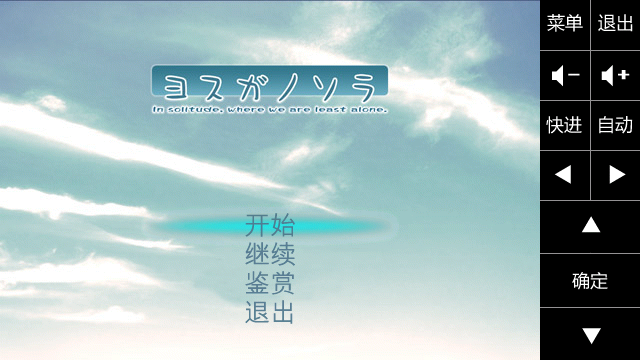 ヨスガノソラ
In solitude, where we are least alone.
开始
继续
鉴赏
退出
菜单 退出
快进 自动
确定